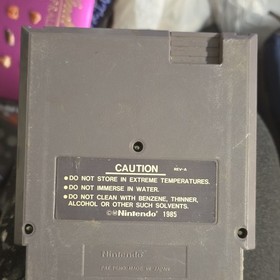 CAUTION REV-A
•DO NOT STORE IN EXTREME TEMPERATURES.
•DO NOT IMMERSE IN WATER.
•DO NOT CLEAN WITH BENZENE, THINNER,
ALCOHOL OR OTHER SUCH SOLVENTS.
©®Nintendo 1985
Nintendo